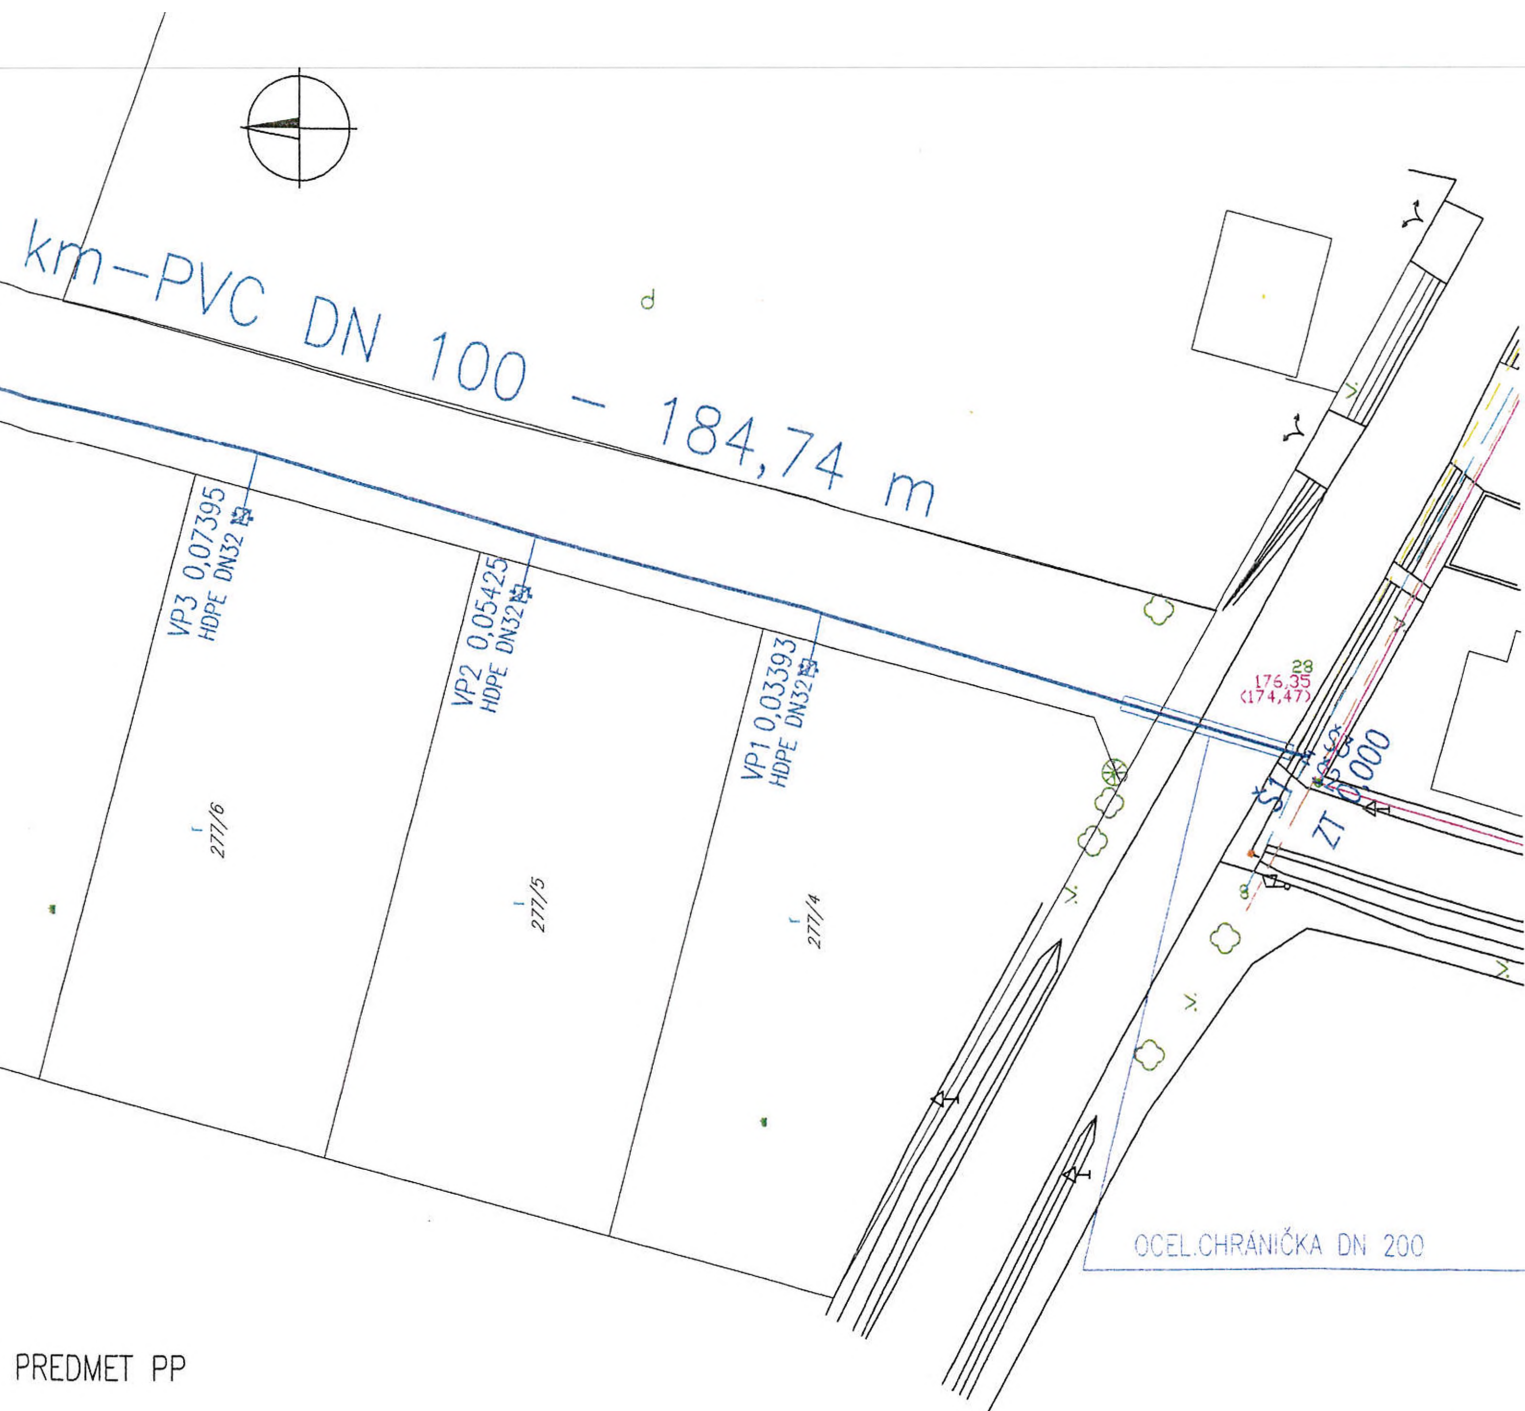 km-PVC DN 100 - 184,74 m
VP3 0,07395
HDPE DN32
VP2 0,05425
HDPE DN32
VP1 0,03393
HDPE DN32
28
176,35
(174,47)
Š1
ZT 0,000
277/6
277/5
277/4
8
OCEL.CHRÁNIČKA DN 200
PREDMET PP